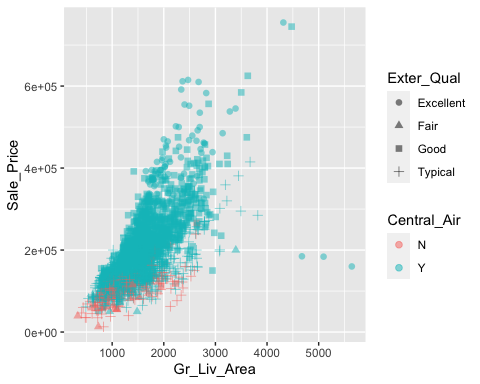 6e+05
4e+05
2e+05
0e+00
Sale_Price
1000 2000 3000 4000 5000
Gr_Liv_Area
Exter_Qual
Excellent
Fair
Good
Typical
Central_Air
N
Y